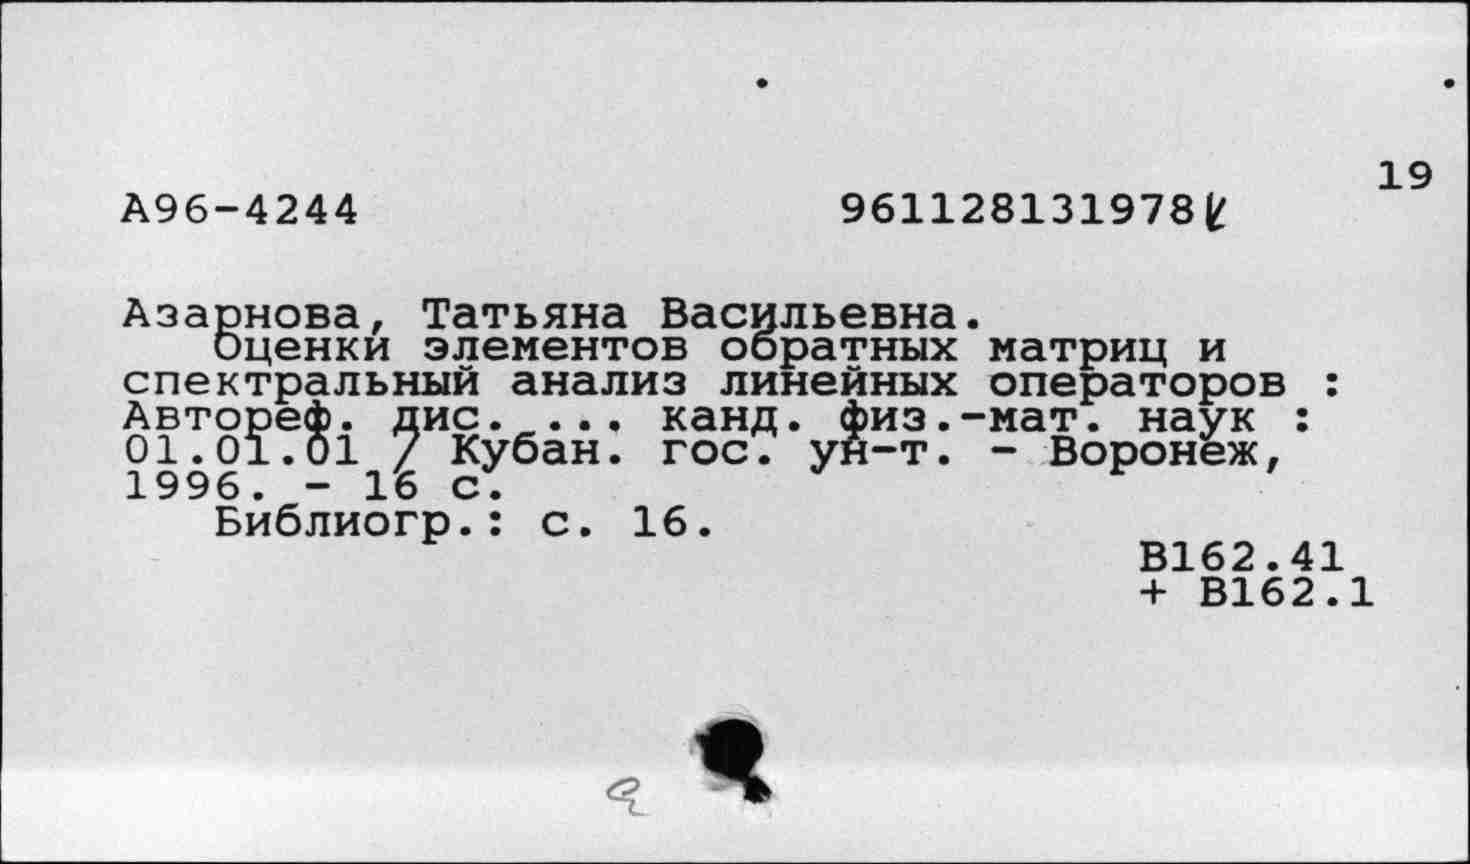 19
А96-4244 961128131978
Азарнова, Татьяна Васильевна.
Оценки элементов обратных матриц и
спектральный анализ линейных операторов :
Автореф. дис. ... канд. физ.-мат. наук :
01.01.01 / Кубан. гос. ун-т. - Воронеж,
1996. - 16 с.
Библиогр.: с. 16.
В162.41
+ В162.1